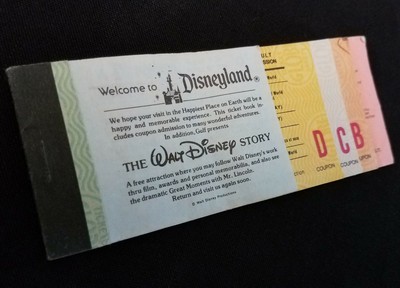 Welcome to Disneyland
We hope your visit in the Happiest Place on Earth will be a
happy and memorable experience. This ticket book in-
cludes coupon admission to many wonderful adventures.
In addition, Gulf presents
THE Walt Disney STORY
A free attraction where you may follow Walt Disney's work
thru film, awards and personal memorabilia, and also see
the dramatic Great Moments with Mr. Lincoln.
Return and visit us again soon.
© Walt Disney Productions
ULT
SSION
D C B
COUPON COUPON